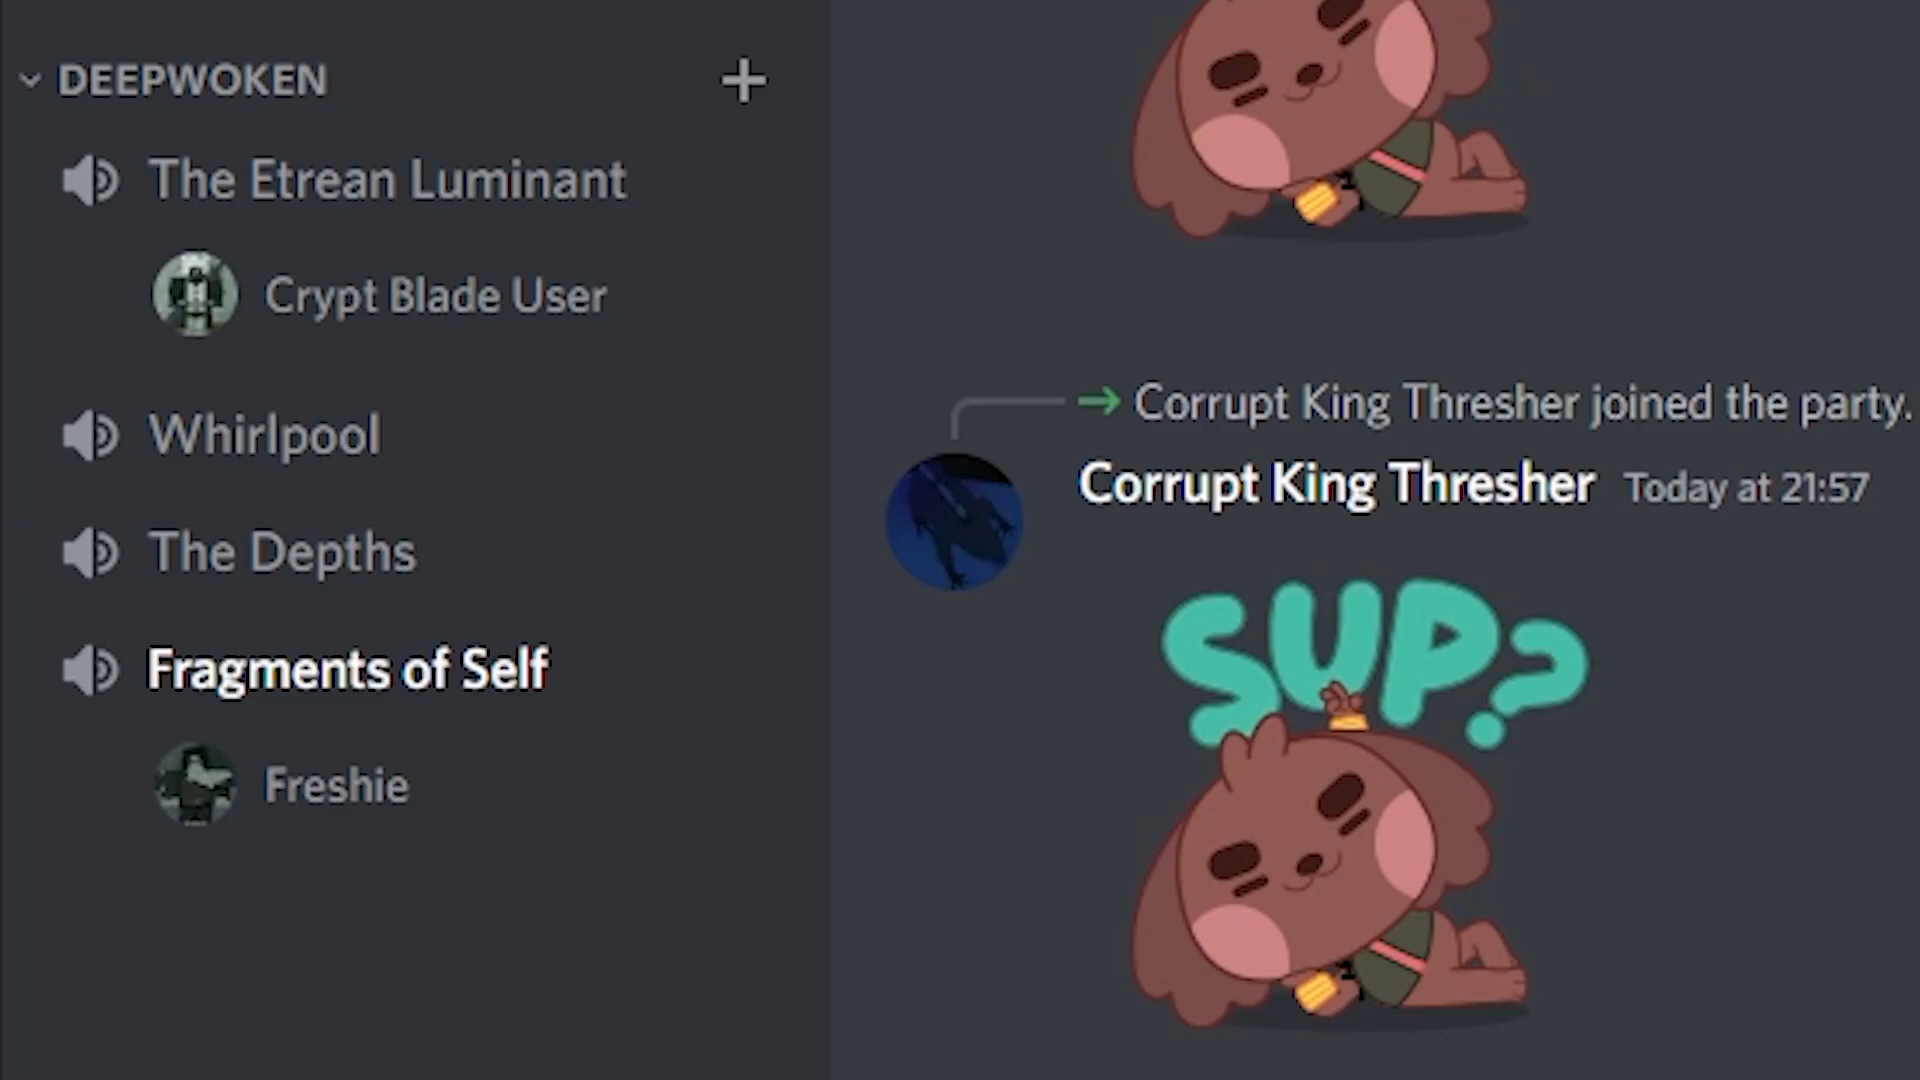 DEEPWOKEN
The Etrean Luminant
Crypt Blade User
Whirlpool
The Depths
Fragments of Self
Freshie
Corrupt King Thresher joined the party.
Corrupt King Thresher Today at 21:57
SUP?